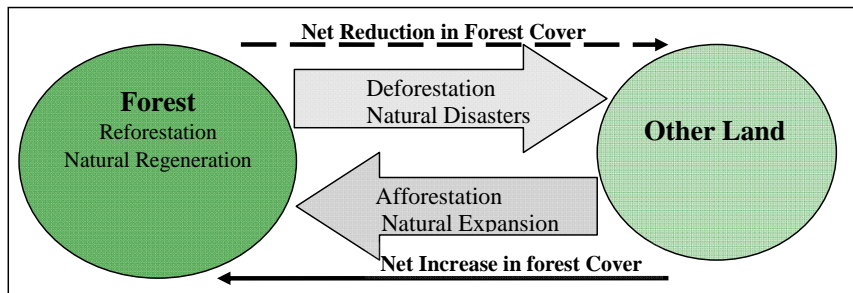 Net Reduction in Forest Cover
Forest
Reforestation
Natural Regeneration
Deforestation
Natural Disasters
Other Land
Afforestation
Natural Expansion
Net Increase in forest Cover